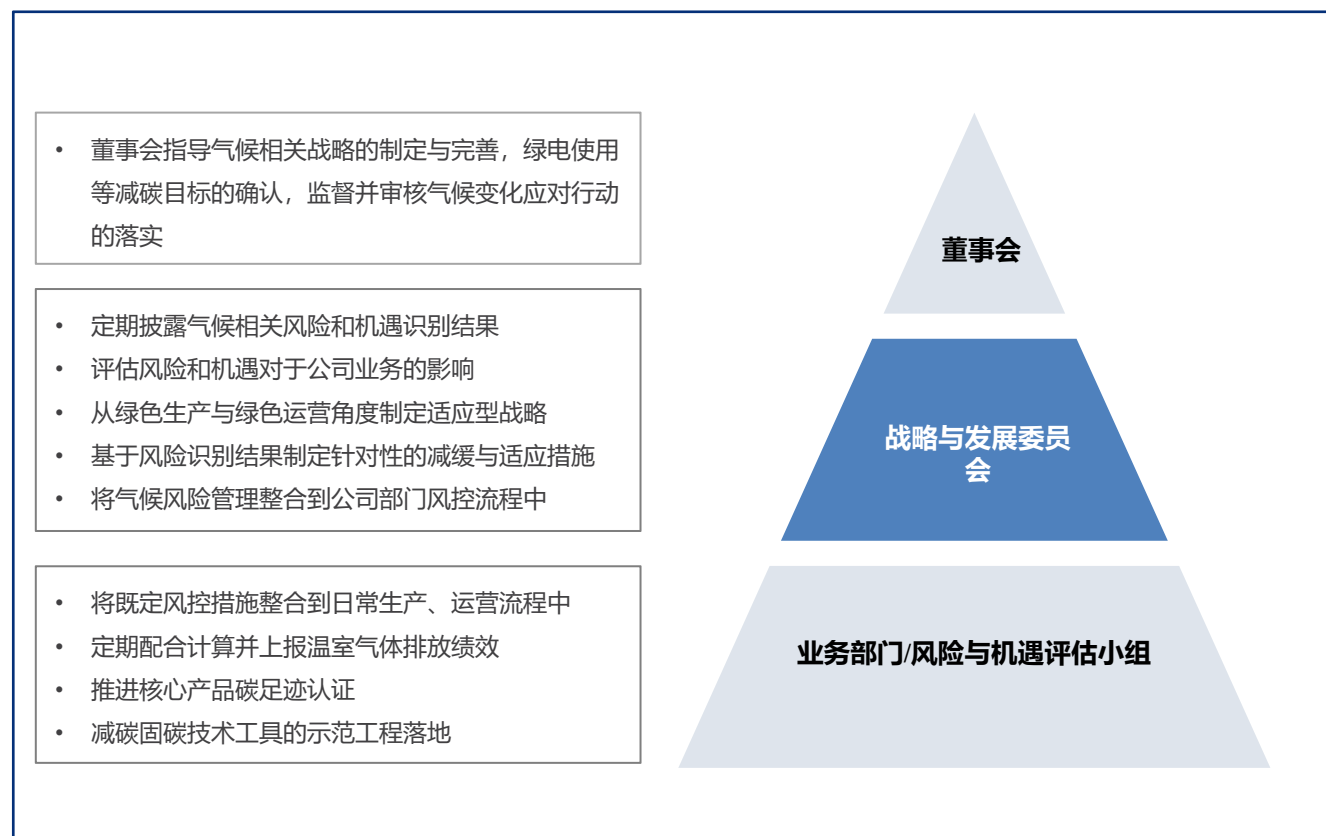 • 董事会指导气候相关战略的制定与完善，绿电使用
等减碳目标的确认，监督并审核气候变化应对行动
的落实
董事会
• 定期披露气候相关风险和机遇识别结果
• 评估风险和机遇对于公司业务的影响
• 从绿色生产与绿色运营角度制定适应型战略
• 基于风险识别结果制定针对性的减缓与适应措施
• 将气候风险管理整合到公司部门风控流程中
战略与发展委员
会
• 将既定风控措施整合到日常生产、运营流程中
• 定期配合计算并上报温室气体排放绩效
• 推进核心产品碳足迹认证
• 减碳固碳技术工具的示范工程落地
业务部门/风险与机遇评估小组